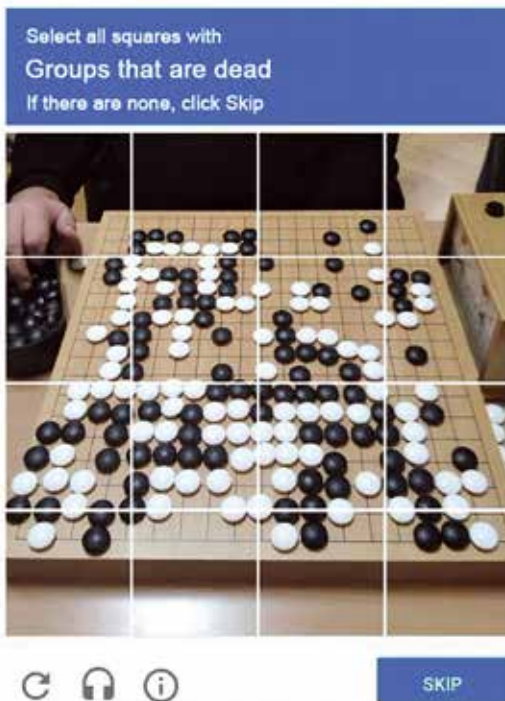 Select all squares with
Groups that are dead
If there are none, click Skip
SKIP